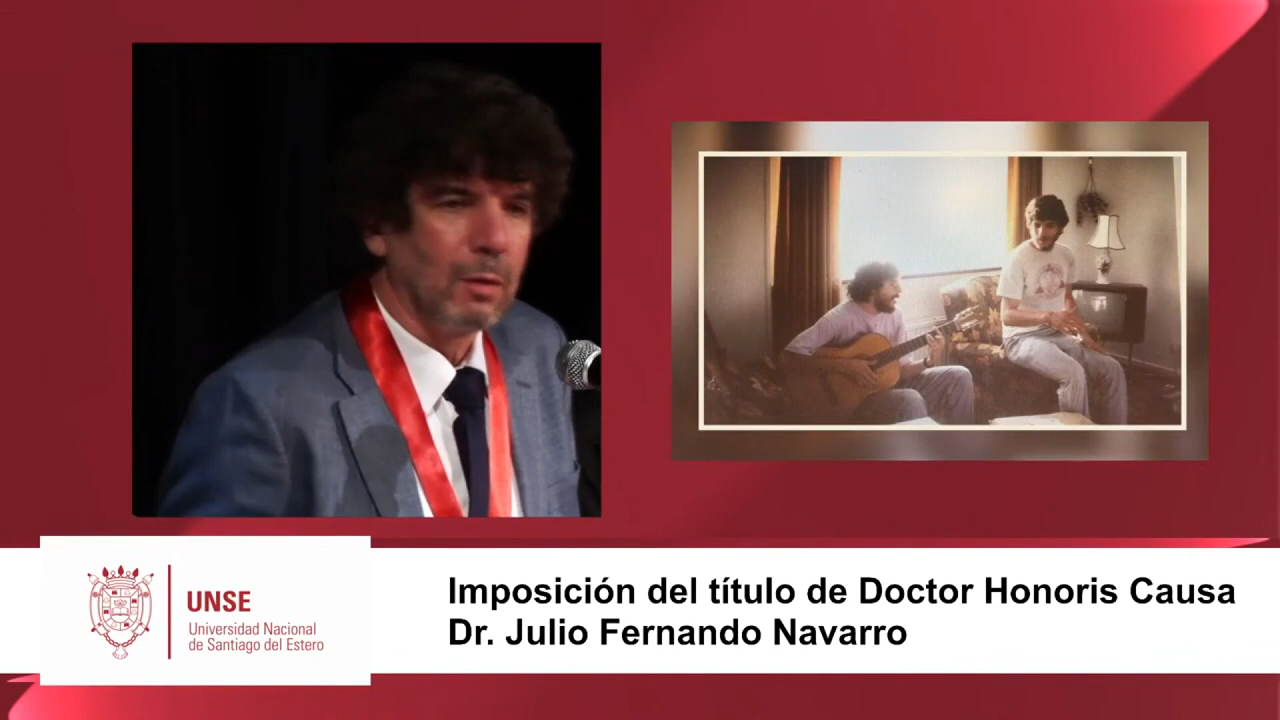 UNSE
Universidad Nacional
de Santiago del Estero
Imposición del título de Doctor Honoris Causa
Dr. Julio Fernando Navarro